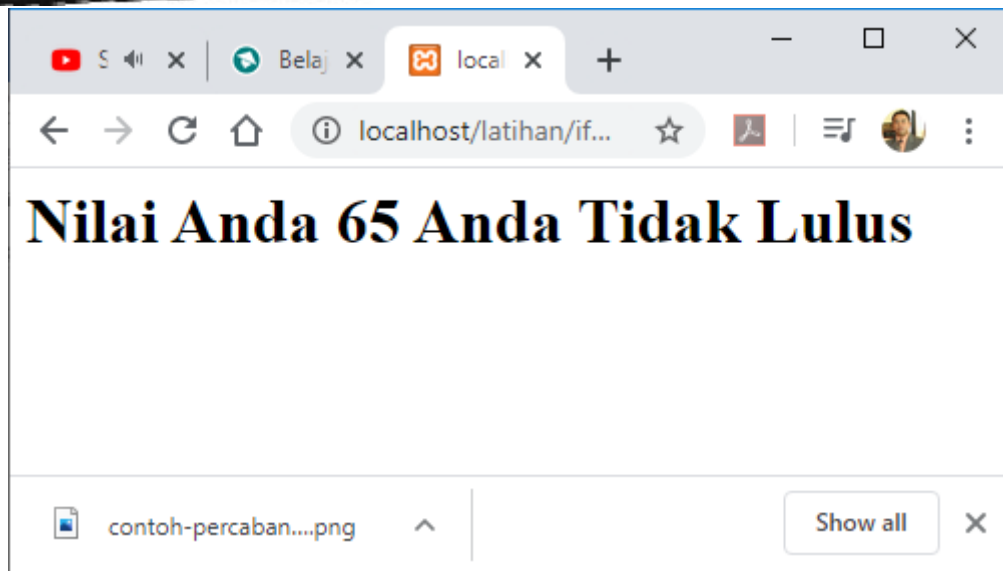 S
Belaj
local
localhost/latihan/if...
Nilai Anda 65 Anda Tidak Lulus
contoh-percaban....png
Show all